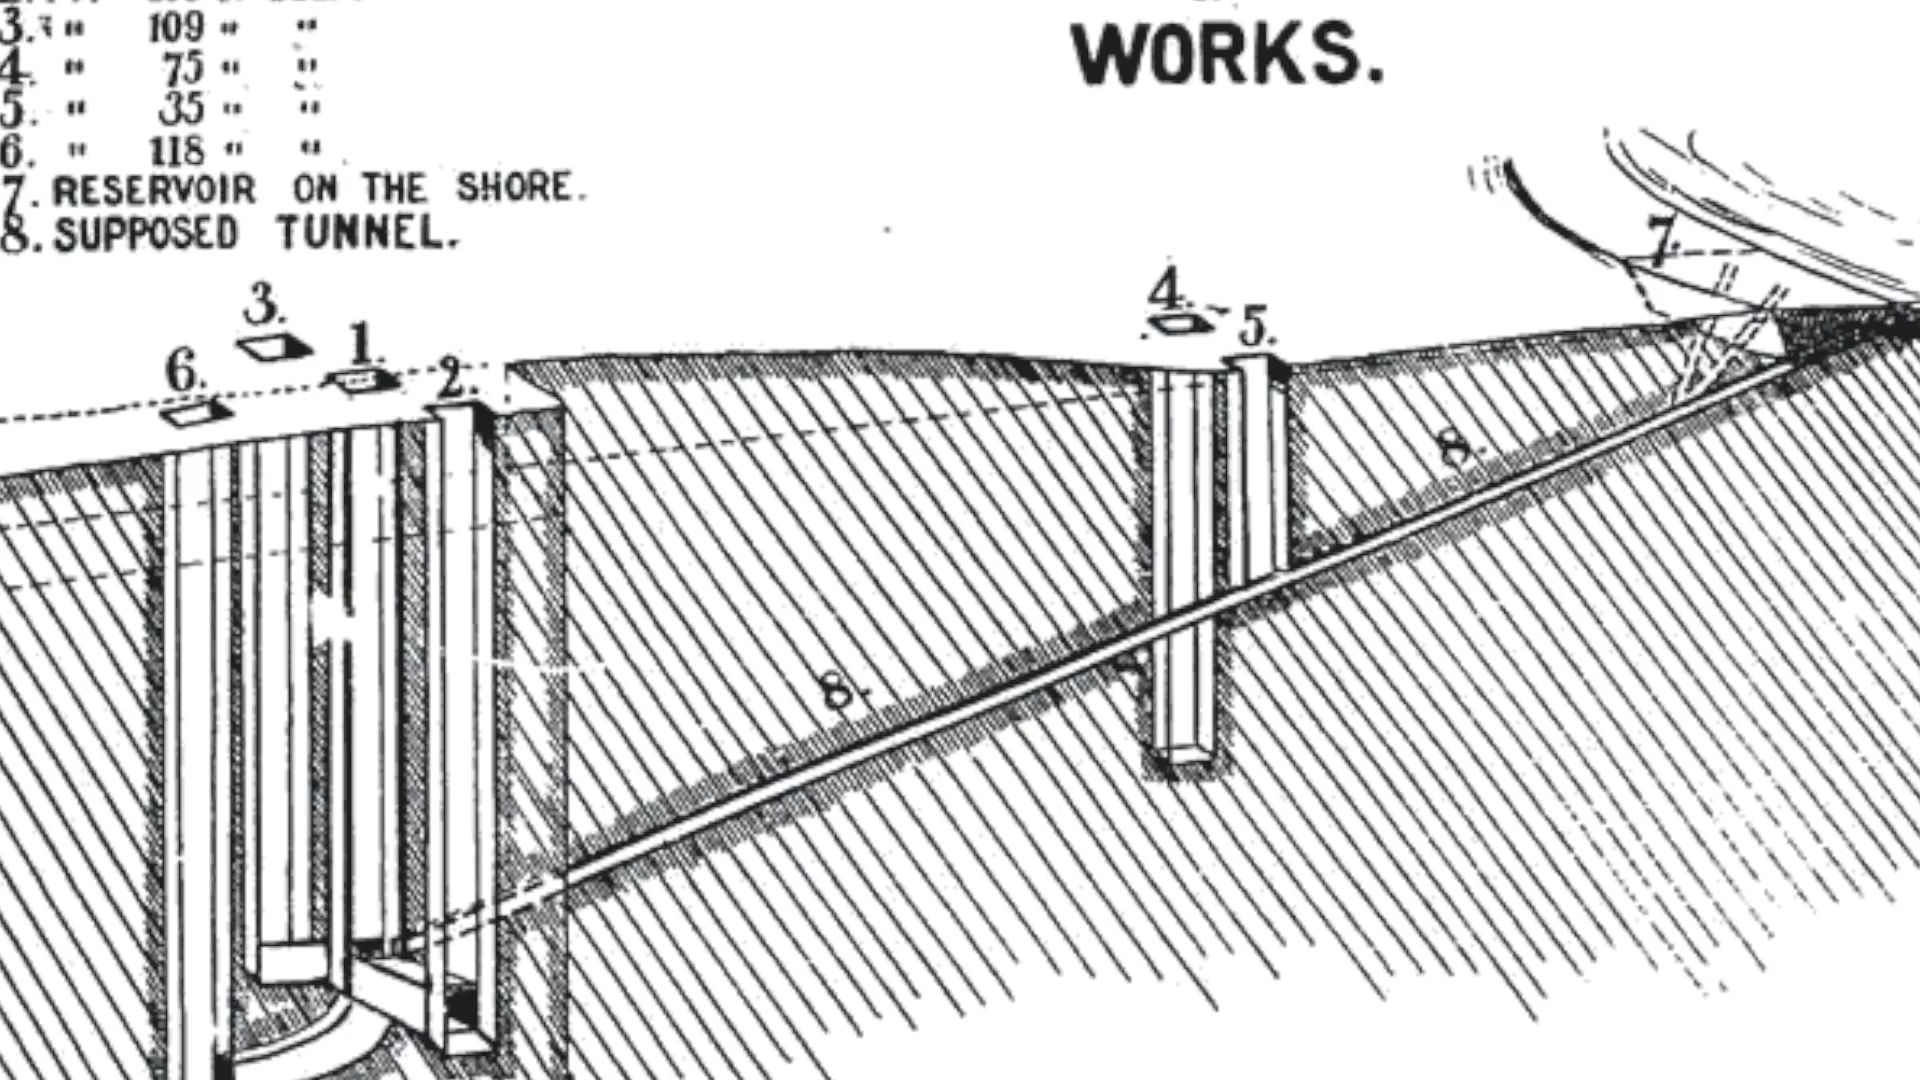 3. " 109 " "
4. " 75 " "
5. " 35 " "
6. " 118 " "
7. RESERVOIR ON THE SHORE.
8. SUPPOSED TUNNEL.
WORKS.
7.
3.
4.
1.
5.
6.
2.
8.
8.